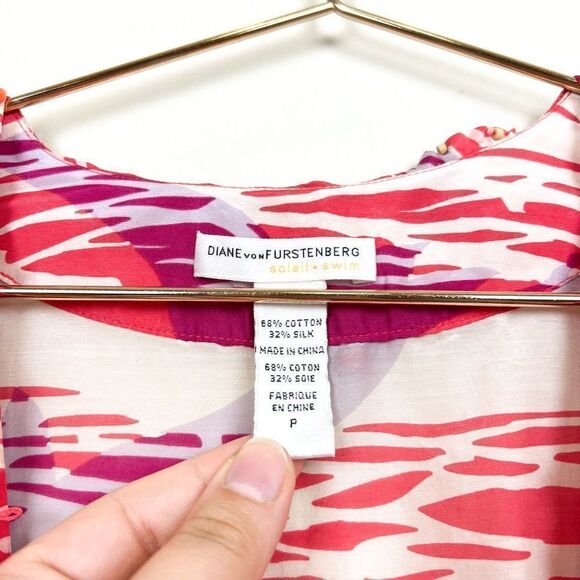 DIANE VON FURSTENBERG
soleil • swim
68% COTTON
32% SILK
MADE IN CHINA
68% COTON
32% SOIE
FABRIQUE
EN CHINE
P